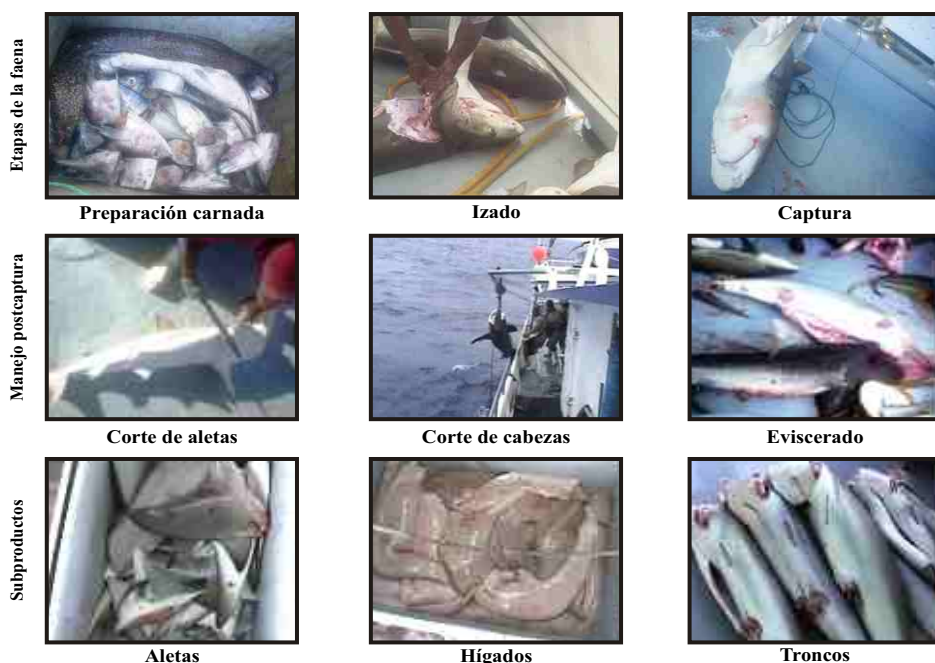 Etapas de la faena
Preparación carnada
Izado
Captura
Manejo postcaptura
Corte de aletas
Corte de cabezas
Eviscerado
Subproductos
Aletas
Hígados
Troncos